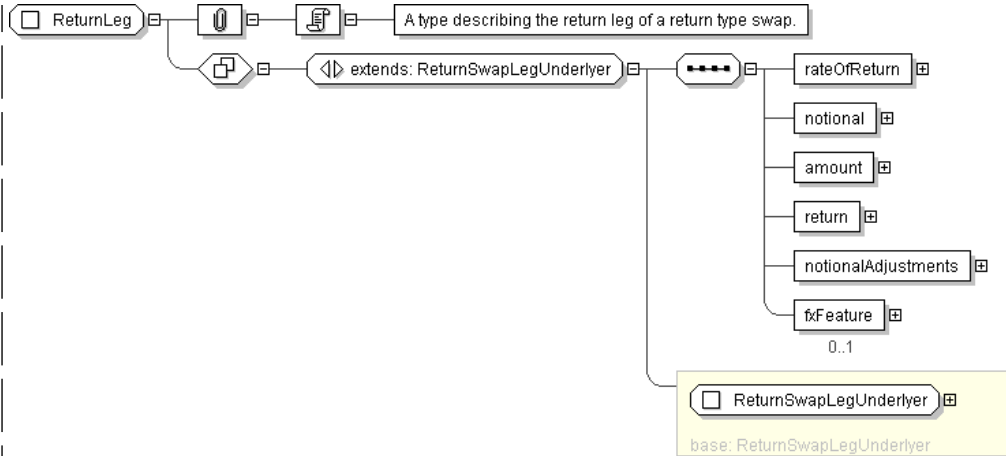 ReturnLeg
A type describing the return leg of a return type swap.
extends: ReturnSwapLegUnderlyer
rateOfReturn
notional
amount
return
notionalAdjustments
fxFeature
0..1
ReturnSwapLegUnderlyer
base: ReturnSwapLegUnderlyer